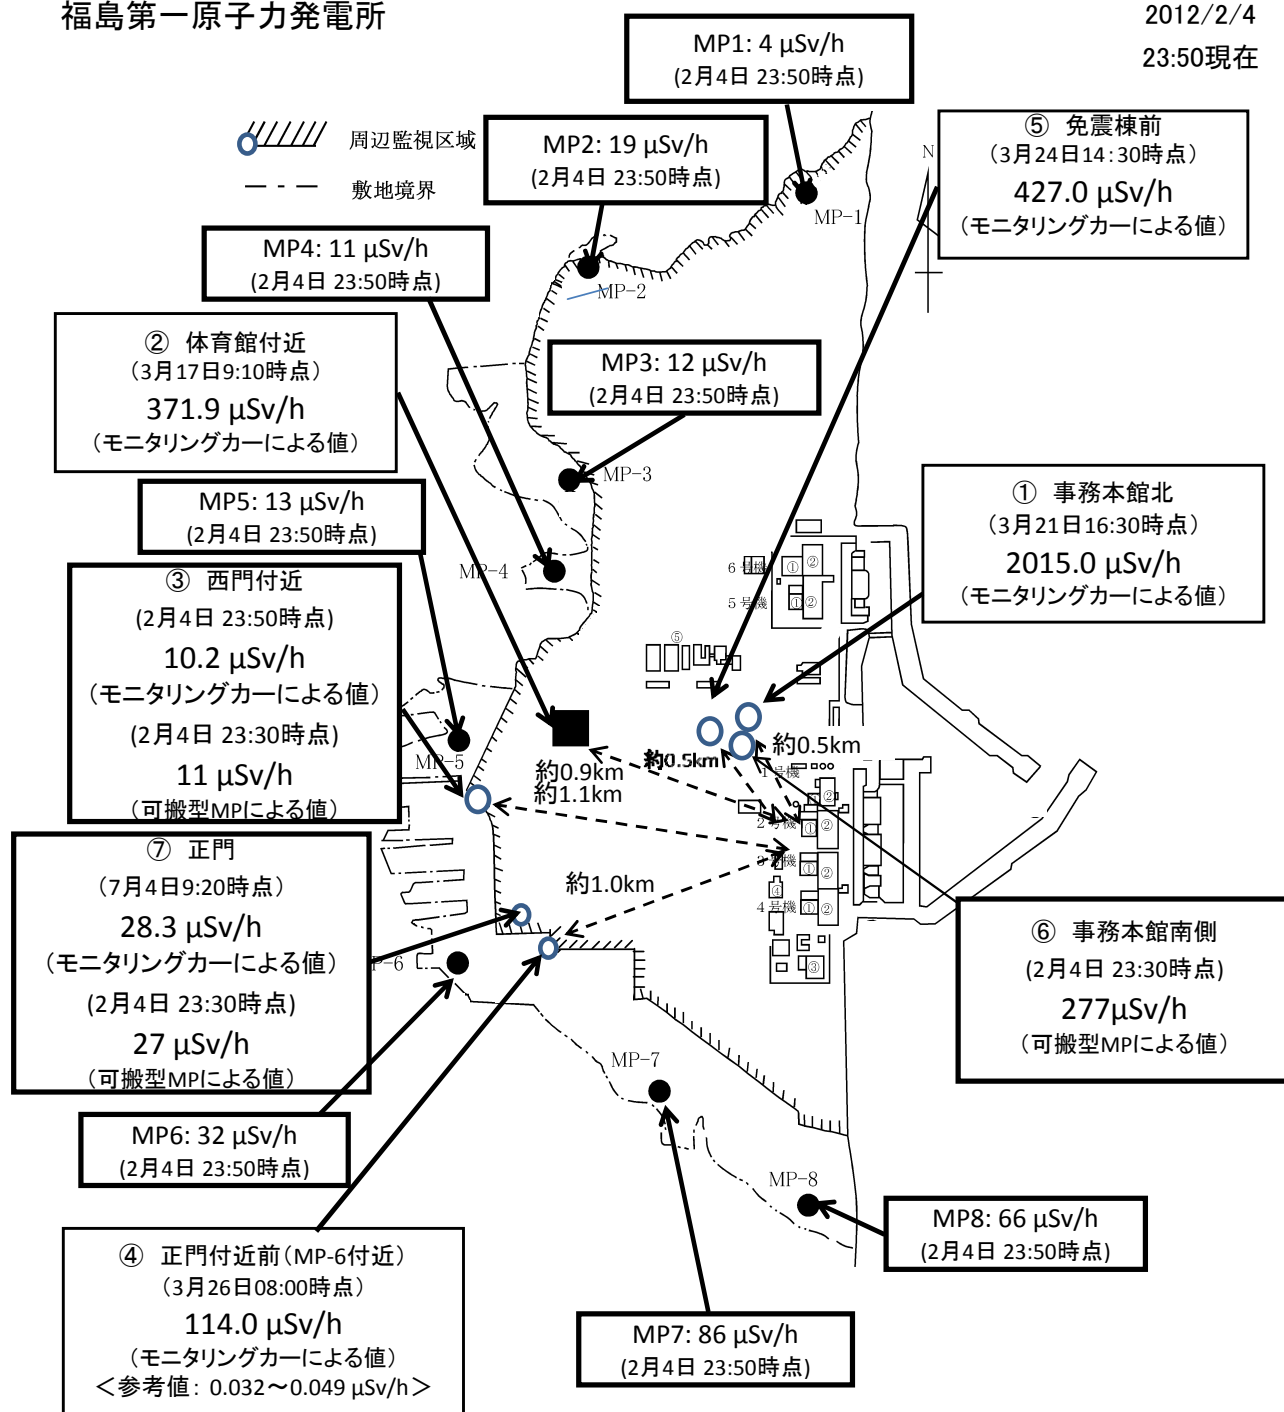 福島第一原子力発電所
2012/2/4
23:50現在
MP1: 4 μSv/h
(2月4日 23:50時点)
周辺監視区域
敷地境界
MP2: 19 μSv/h
(2月4日 23:50時点)
⑤ 免震棟前
(3月24日14:30時点)
427.0 μSv/h
(モニタリングカーによる値)
N
MP-1
MP4: 11 μSv/h
(2月4日 23:50時点)
MP-2
② 体育館付近
(3月17日9:10時点)
371.9 μSv/h
(モニタリングカーによる値)
MP3: 12 μSv/h
(2月4日 23:50時点)
MP-3
① 事務本館北
(3月21日16:30時点)
2015.0 μSv/h
(モニタリングカーによる値)
MP5: 13 μSv/h
(2月4日 23:50時点)
MP-4
6号機
① ②
5号機
① ②
③ 西門付近
(2月4日 23:50時点)
10.2 μSv/h
(モニタリングカーによる値)
(2月4日 23:30時点)
11 μSv/h
(可搬型MPによる値)
⑤
MP-5
約0.9km
約1.1km
約0.5km
約0.5km
1号機
②
2号機
① ②
3号機
① ②
④
4号機
① ②
③
⑦ 正門
(7月4日9:20時点)
28.3 μSv/h
(モニタリングカーによる値)
(2月4日 23:30時点)
27 μSv/h
(可搬型MPによる値)
約1.0km
P-6
⑥ 事務本館南側
(2月4日 23:30時点)
277μSv/h
(可搬型MPによる値)
MP-7
MP6: 32 μSv/h
(2月4日 23:50時点)
MP-8
MP8: 66 μSv/h
(2月4日 23:50時点)
④ 正門付近前(MP-6付近)
(3月26日08:00時点)
114.0 μSv/h
(モニタリングカーによる値)
＜参考値: 0.032～0.049 μSv/h＞
MP7: 86 μSv/h
(2月4日 23:50時点)